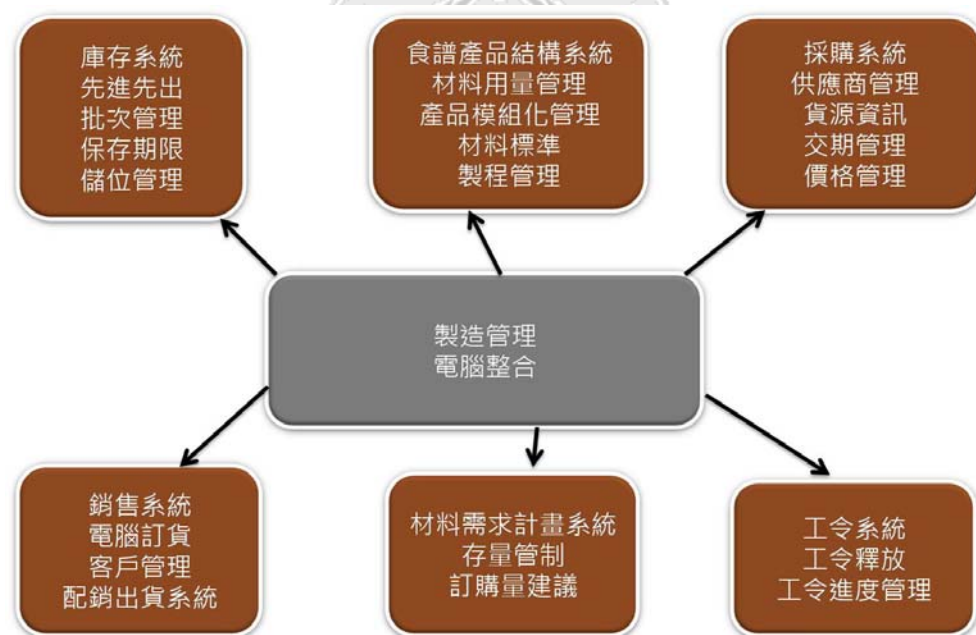 庫存系統
先進先出
批次管理
保存期限
儲位管理
食譜產品結構系統
材料用量管理
產品模組化管理
材料標準
製程管理
採購系統
供應商管理
貨源資訊
交期管理
價格管理
製造管理
電腦整合
銷售系統
電腦訂貨
客戶管理
配銷出貨系統
材料需求計畫系統
存量管制
訂購量建議
工令系統
工令釋放
工令進度管理